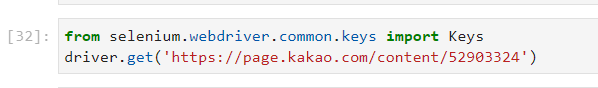 [32]: from selenium.webdriver.common.keys import Keys
driver.get('https://page.kakao.com/content/52903324')